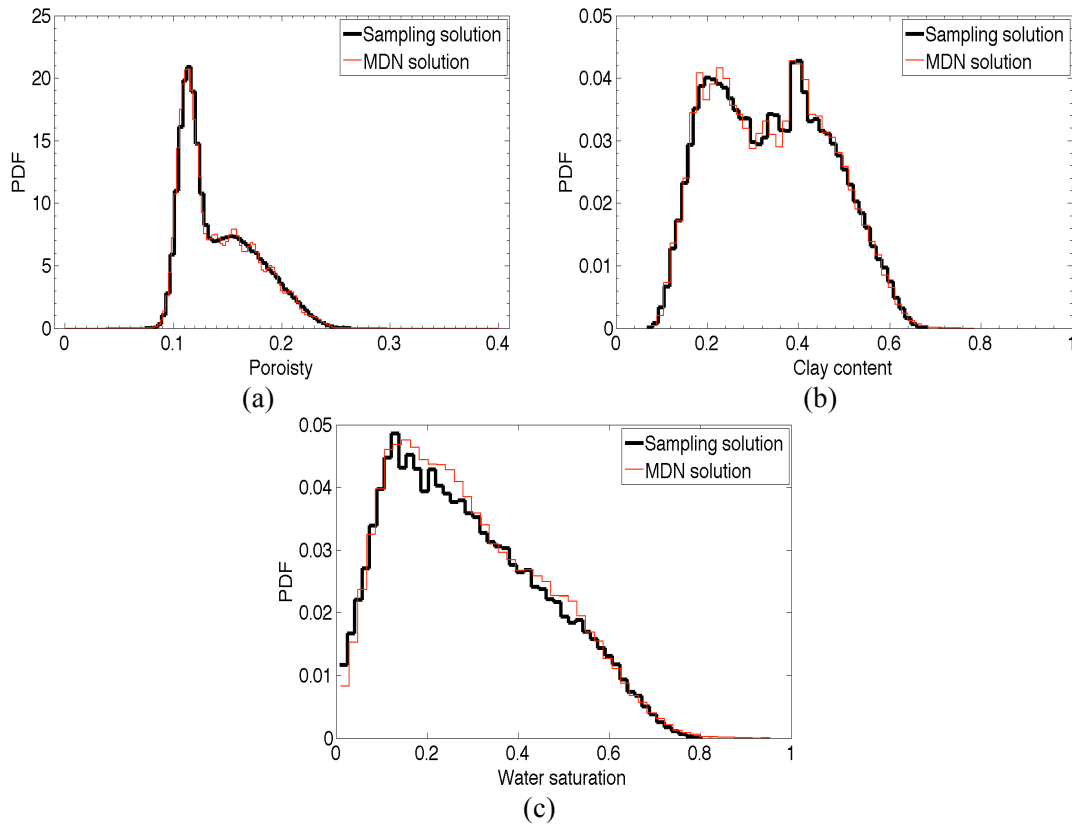 25
20
15
10
5
0
PDF
Sampling solution
MDN solution
0 0.1 0.2 0.3 0.4
Poroisty
(a)
0.05
0.04
0.03
0.02
0.01
0
PDF
Sampling solution
MDN solution
0 0.2 0.4 0.6 0.8 1
Clay content
(b)
0.05
0.04
0.03
0.02
0.01
0
PDF
Sampling solution
MDN solution
0 0.2 0.4 0.6 0.8 1
Water saturation
(c)